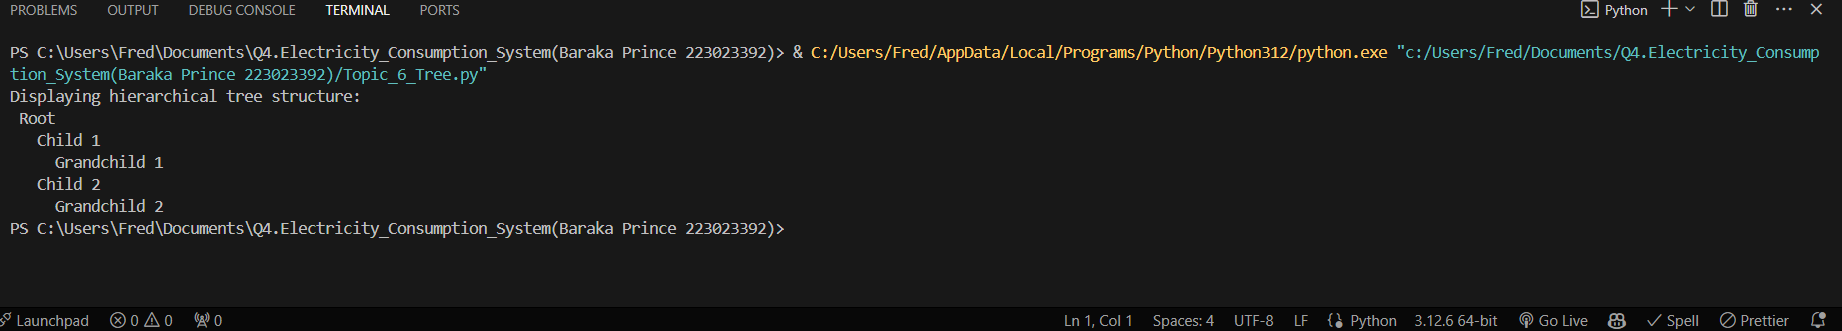 PROBLEMS OUTPUT DEBUG CONSOLE TERMINAL PORTS Python
PS C:\Users\Fred\Documents\Q4.Electricity_Consumption_System(Baraka Prince 223023392)> & C:/Users/Fred/AppData/Local/Programs/Python/Python312/python.exe "c:/Users/Fred/Documents/Q4.Electricity_Consump
tion_System(Baraka Prince 223023392)/Topic_6_Tree.py"
Displaying hierarchical tree structure:
Root
Child 1
Grandchild 1
Child 2
Grandchild 2
PS C:\Users\Fred\Documents\Q4.Electricity_Consumption_System(Baraka Prince 223023392)>
Launchpad 0 0 0 Ln 1, Col 1 Spaces: 4 UTF-8 LF Python 3.12.6 64-bit Go Live Spell Prettier